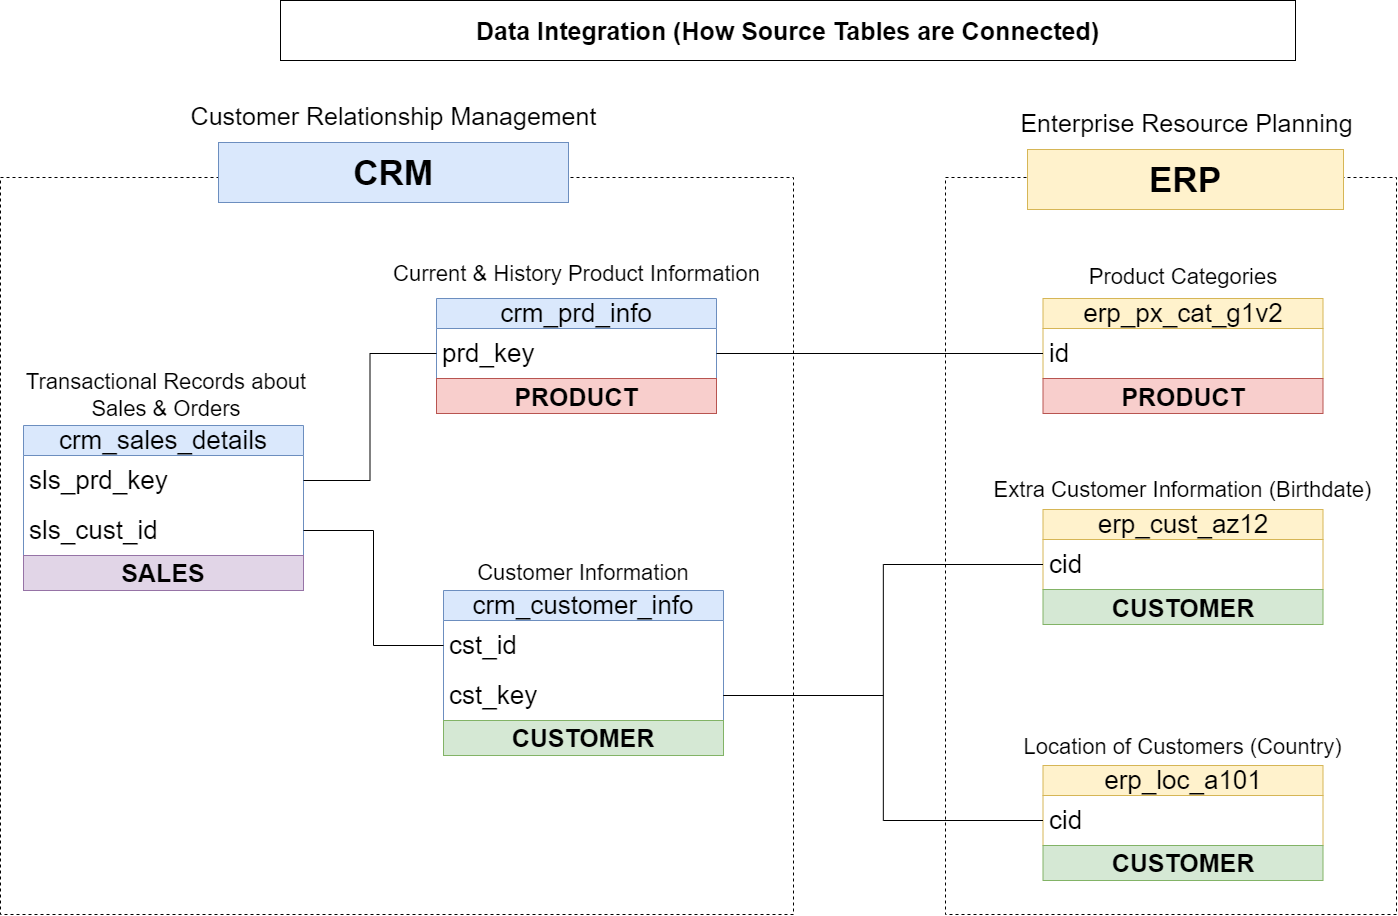 Data Integration (How Source Tables are Connected)
Customer Relationship Management
CRM
Enterprise Resource Planning
ERP
Current & History Product Information
crm_prd_info
prd_key
PRODUCT
Product Categories
erp_px_cat_g1v2
id
PRODUCT
Transactional Records about
Sales & Orders
crm_sales_details
sls_prd_key
sls_cust_id
SALES
Extra Customer Information (Birthdate)
erp_cust_az12
cid
CUSTOMER
Customer Information
crm_customer_info
cst_id
cst_key
CUSTOMER
Location of Customers (Country)
erp_loc_a101
cid
CUSTOMER